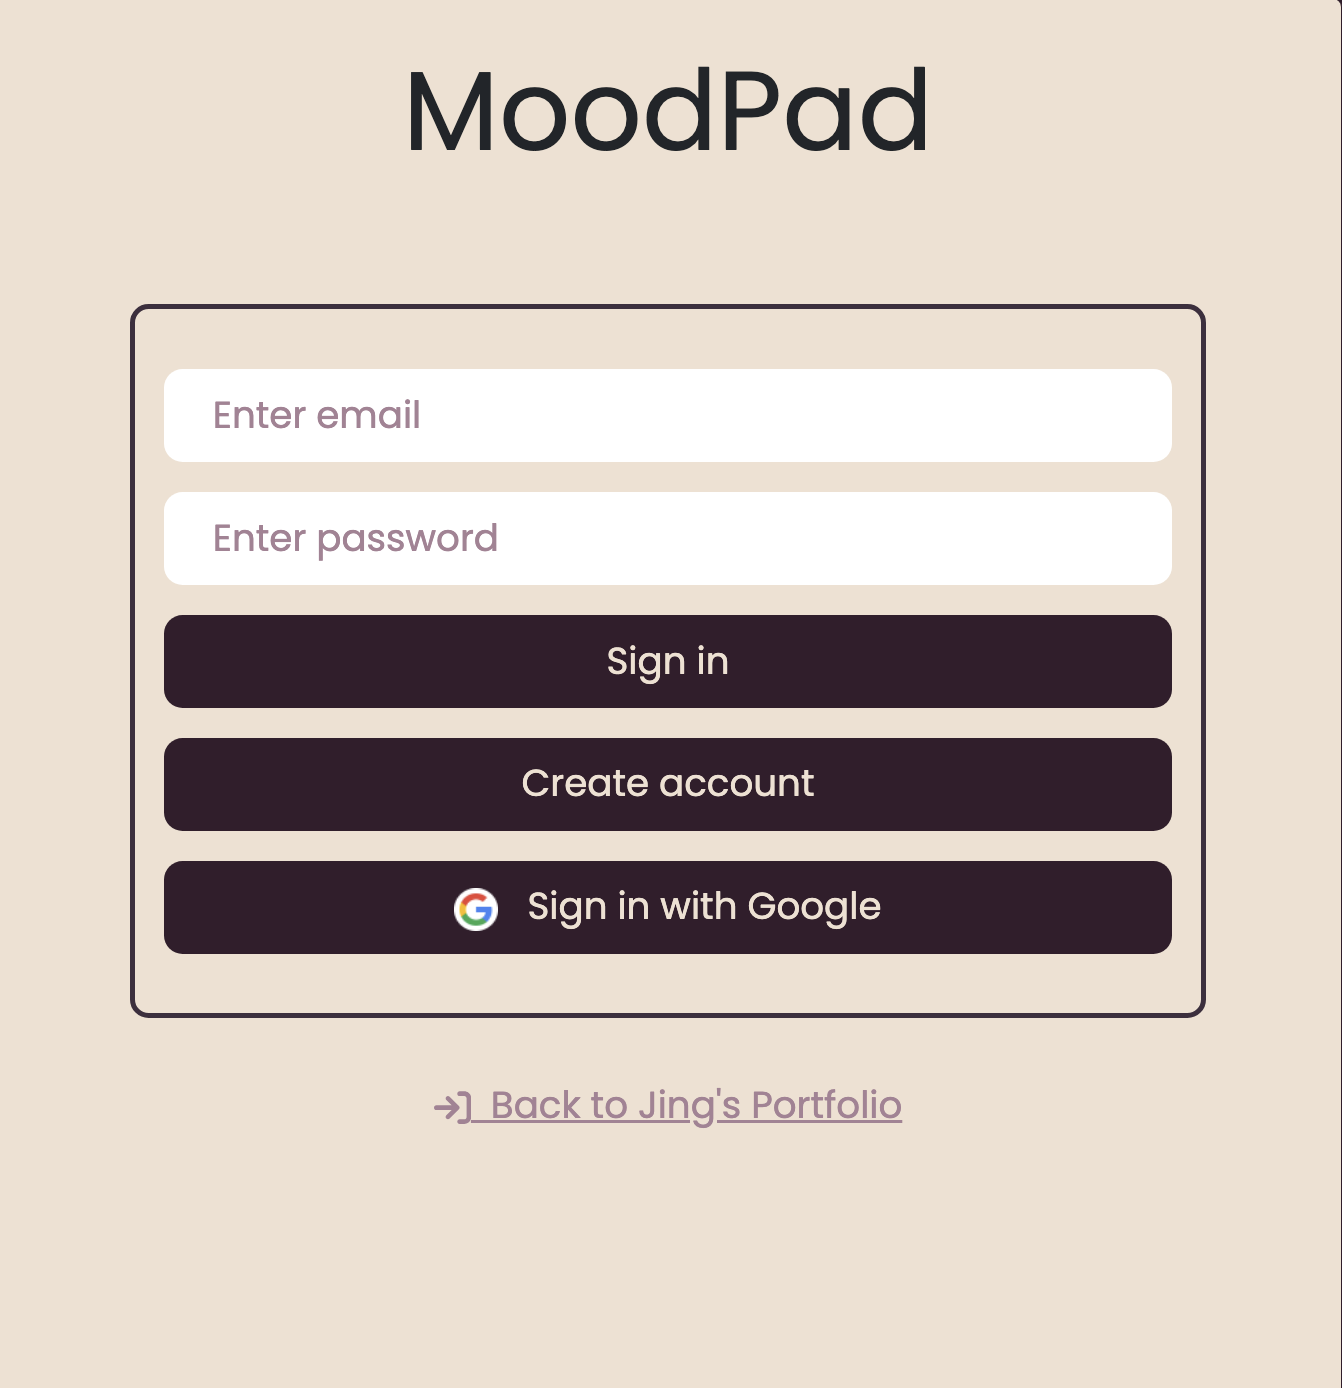 MoodPad
Enter email
Enter password
Sign in
Create account
Sign in with Google
Back to Jing's Portfolio